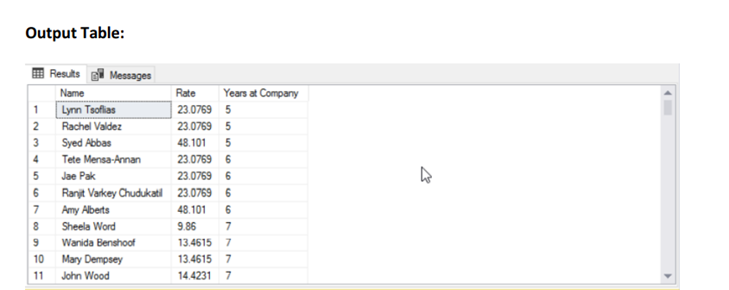 Output Table:
Results Messages
Name Rate Years at Company
1 Lynn Tsoflias 23.0769 5
2 Rachel Valdez 23.0769 5
3 Syed Abbas 48.101 5
4 Tete Mensa-Annan 23.0769 6
5 Jae Pak 23.0769 6
6 Ranjit Varkey Chudukatil 23.0769 6
7 Amy Alberts 48.101 6
8 Sheela Word 9.86 7
9 Wanida Benshoof 13.4615 7
10 Mary Dempsey 13.4615 7
11 John Wood 14.4231 7